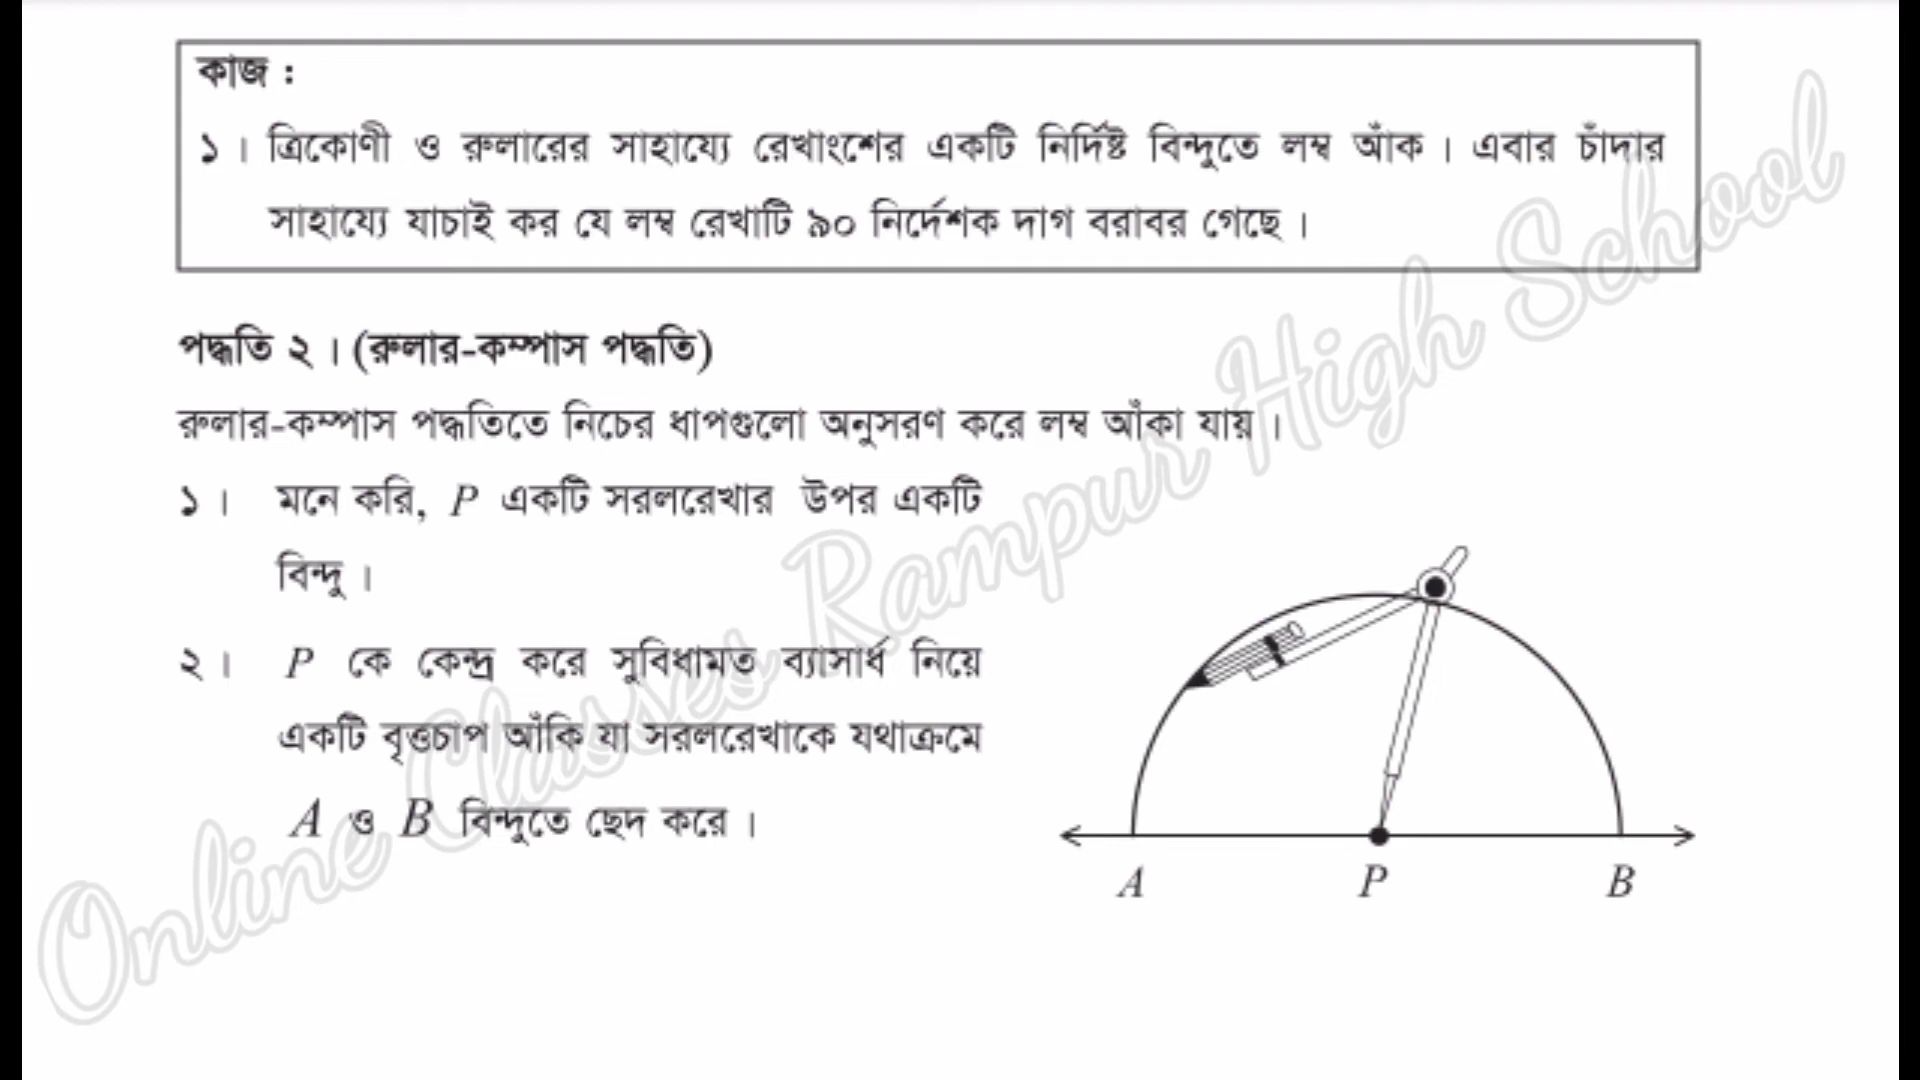 কাজ :
১। ত্রিকোণী ও রুলারের সাহায্যে রেখাংশের একটি নির্দিষ্ট বিন্দুতে লম্ব আঁক। এবার চাঁদার
সাহায্যে যাচাই কর যে লম্ব রেখাটি ৯০ নির্দেশক দাগ বরাবর গেছে।
পদ্ধতি ২। (রুলার-কম্পাস পদ্ধতি)
রুলার-কম্পাস পদ্ধতিতে নিচের ধাপগুলো অনুসরণ করে লম্ব আঁকা যায়।
১। মনে করি, P একটি সরলরেখার উপর একটি
বিন্দু।
২। P কে কেন্দ্র করে সুবিধামত ব্যাসার্ধ নিয়ে
একটি বৃত্তচাপ আঁকি যা সরলরেখাকে যথাক্রমে
A ও B বিন্দুতে ছেদ করে।
A P B
Online Classes Rampur High School